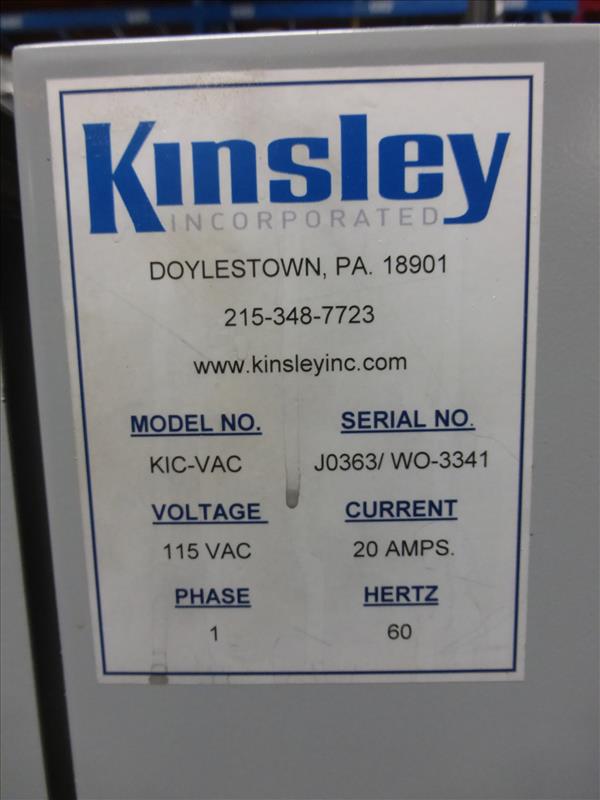 Kinsley
INCORPORATED
DOYLESTOWN, PA. 18901
215-348-7723
www.kinsleyinc.com
MODEL NO. SERIAL NO.
KIC-VAC J0363/ WO-3341
VOLTAGE CURRENT
115 VAC 20 AMPS.
PHASE HERTZ
1 60